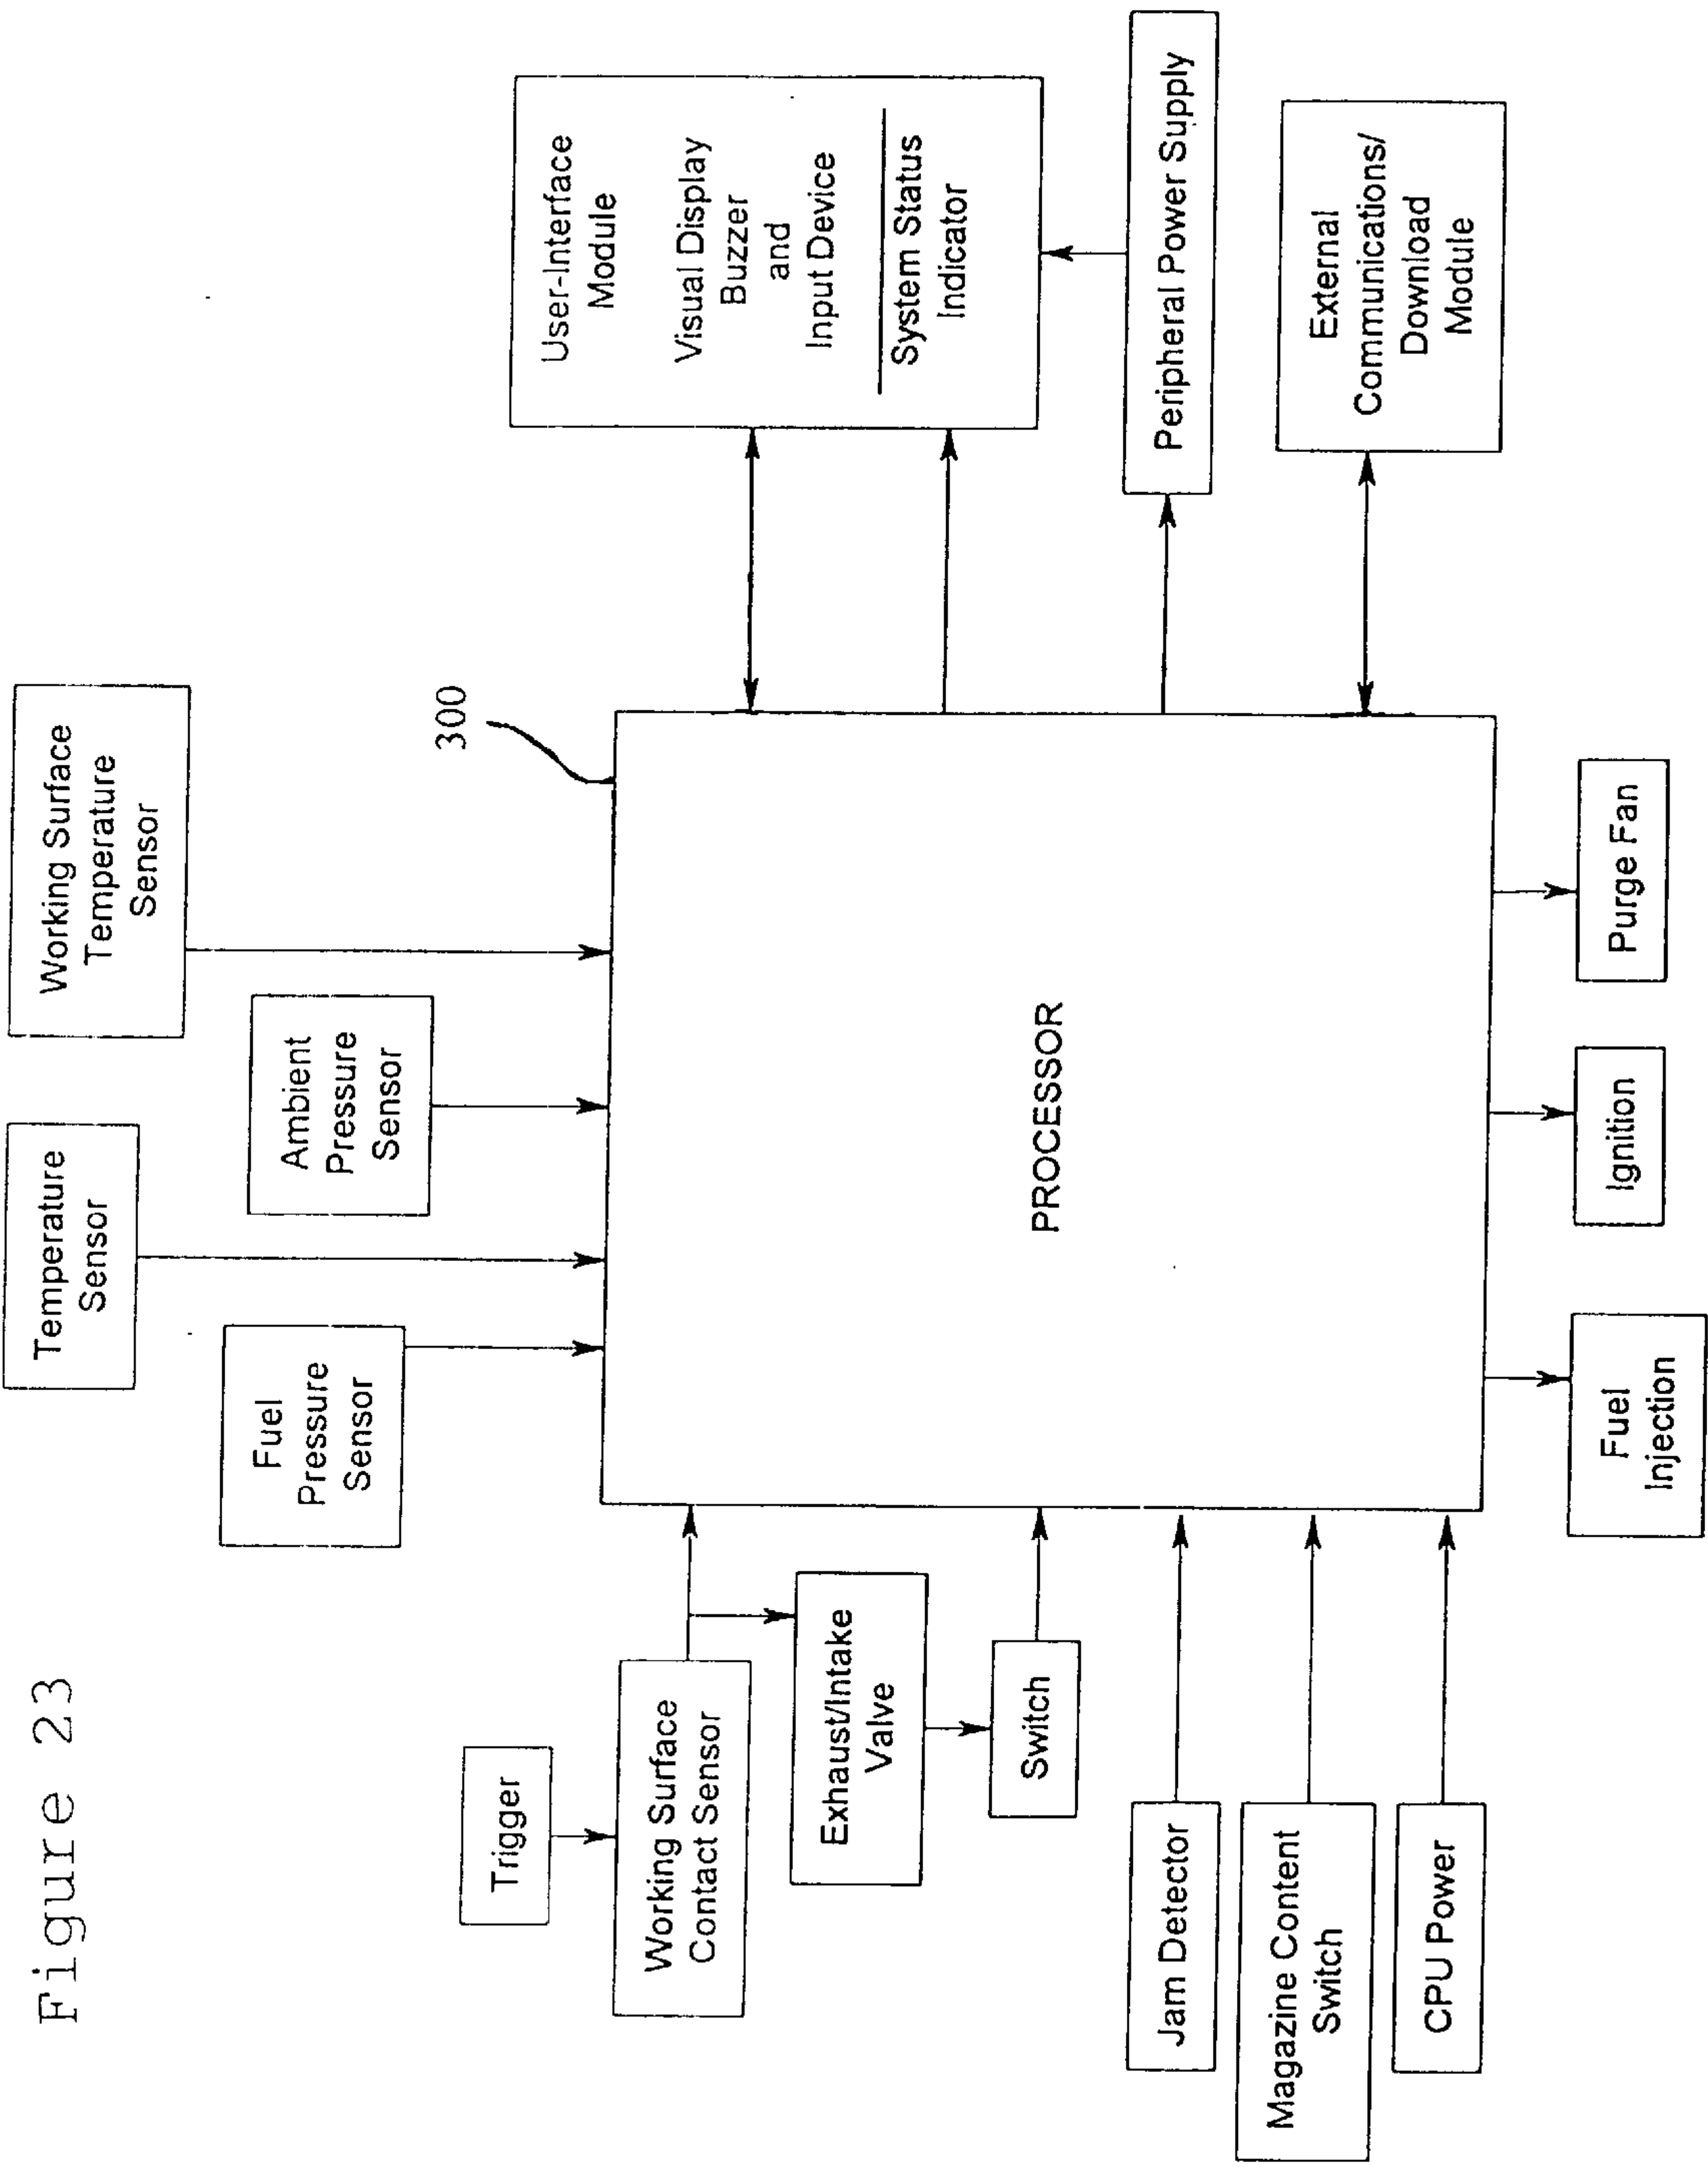 Figure 23
Temperature
Sensor
Working Surface
Temperature
Sensor
Fuel
Pressure
Sensor
Ambient
Pressure
Sensor
300
Trigger
Working Surface
Contact Sensor
Exhaust/Intake
Valve
Switch
Jam Detector
Magazine Content
Switch
CPU Power
PROCESSOR
User-Interface
Module
Visual Display
Buzzer
and
Input Device
System Status
Indicator
Peripheral Power Supply
External
Communications/
Download
Module
Fuel
Injection
Ignition
Purge Fan